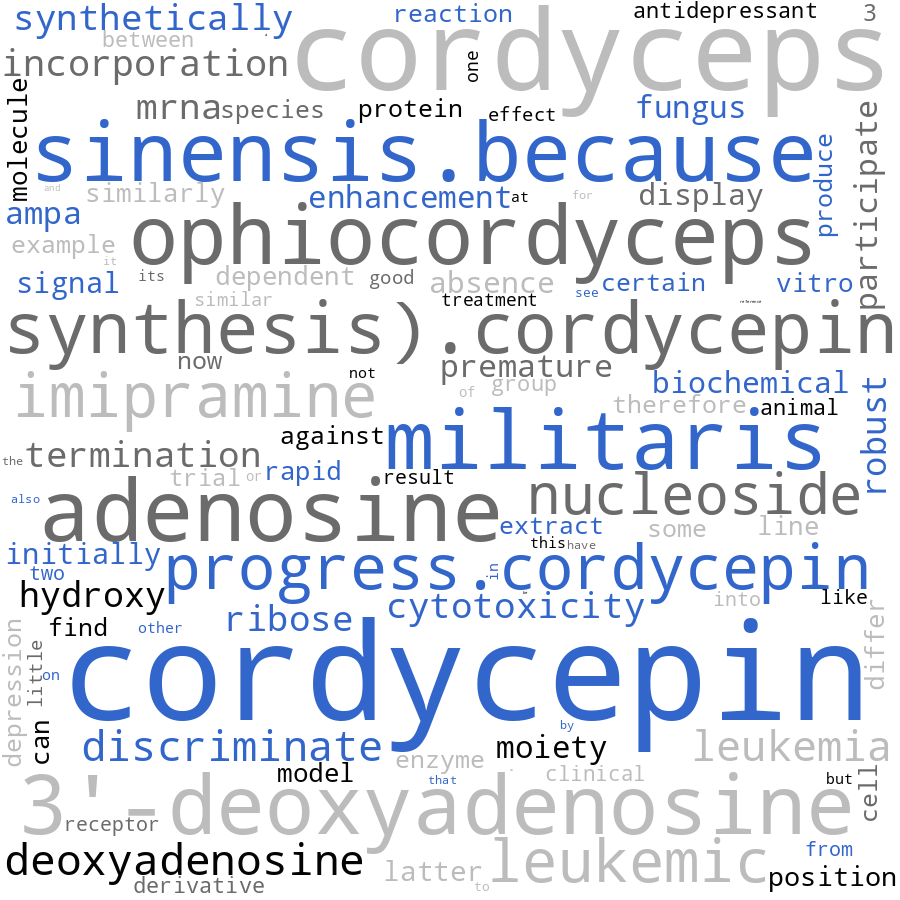 synthetically reaction antidepressant 3
between cordyceps
incorporation one
molecule mrna species protein effect fungus participate
sinensis.because produce
and similarly enhancement at for display
ampa ophiocordyceps
example it
signal its dependent good absence see certain vitro
similar treatment
synthesis).cordycepin
now not premature
imipramine of group biochemical robust
therefore animal
against militaris
the termination
trial or rapid result
also adenosine nucleoside
extract some line
initially this have
two progress.cordycepin in
hydroxy cytotoxicity into like
find other ribose differ
depression little on cordycepin
can by
discriminate moiety leukemia
enzyme
model that clinical but cell
3'-deoxyadenosine
receptor
deoxyadenosine latter leukemic from
derivative to position